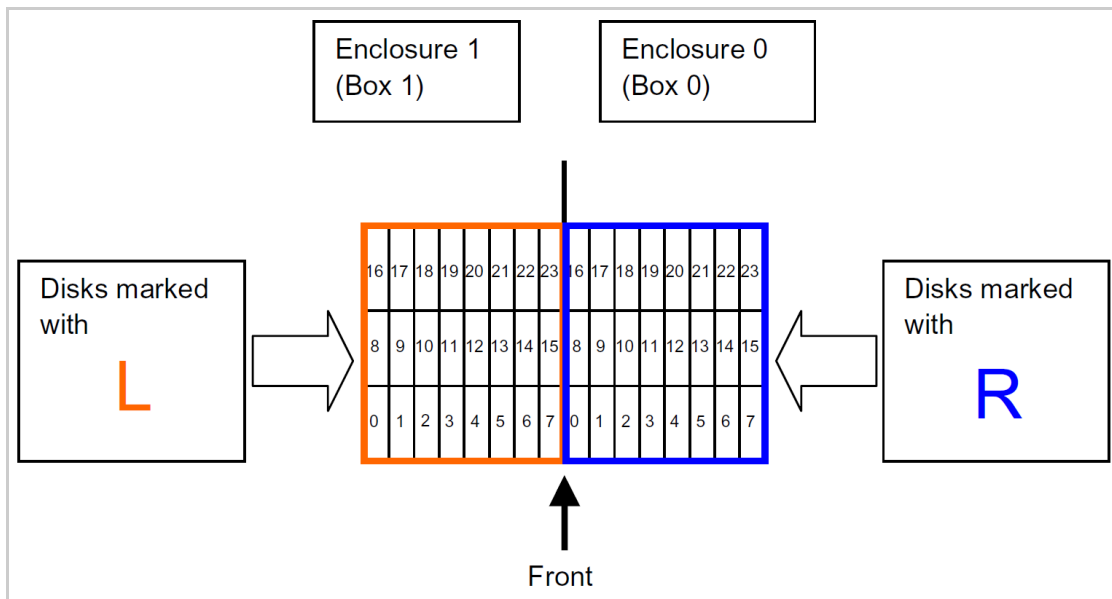 Enclosure 1
(Box 1)
Enclosure 0
(Box 0)
Disks marked
with
L
16 17 18 19 20 21 22 23 16 17 18 19 20 21 22 23
8 9 10 11 12 13 14 15 8 9 10 11 12 13 14 15
0 1 2 3 4 5 6 7 0 1 2 3 4 5 6 7
Disks marked
with
R
Front